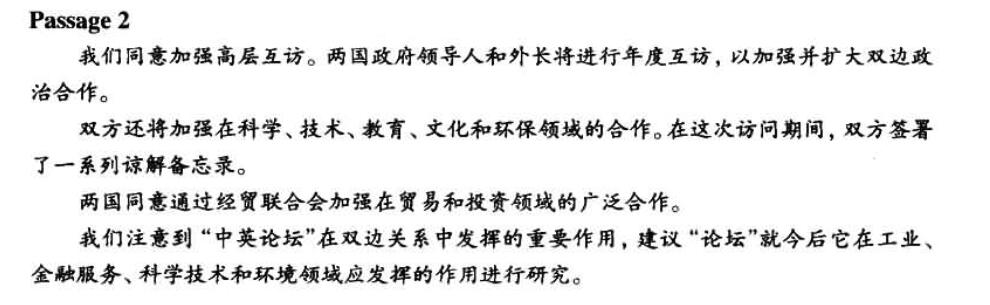 Passage 2
我们同意加强高层互访。两国政府领导人和外长将进行年度互访，以加强并扩大双边政
治合作。
双方还将加强在科学、技术、教育、文化和环保领域的合作。在这次访问期间，双方签署
了一系列谅解备忘录。
两国同意通过经贸联合会加强在贸易和投资领域的广泛合作。
我们注意到“中英论坛”在双边关系中发挥的重要作用，建议“论坛”就今后它在工业、
金融服务、科学技术和环境领域应发挥的作用进行研究。